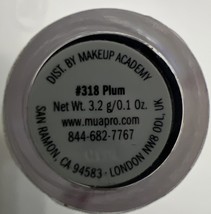 DIST. BY MAKEUP ACADEMY
#318 Plum
Net Wt. 3.2 g/0.1 Oz.
www.muapro.com
844-682-7767
SAN RAMON, CA 94583 - LONDON NW8 0DL, UK